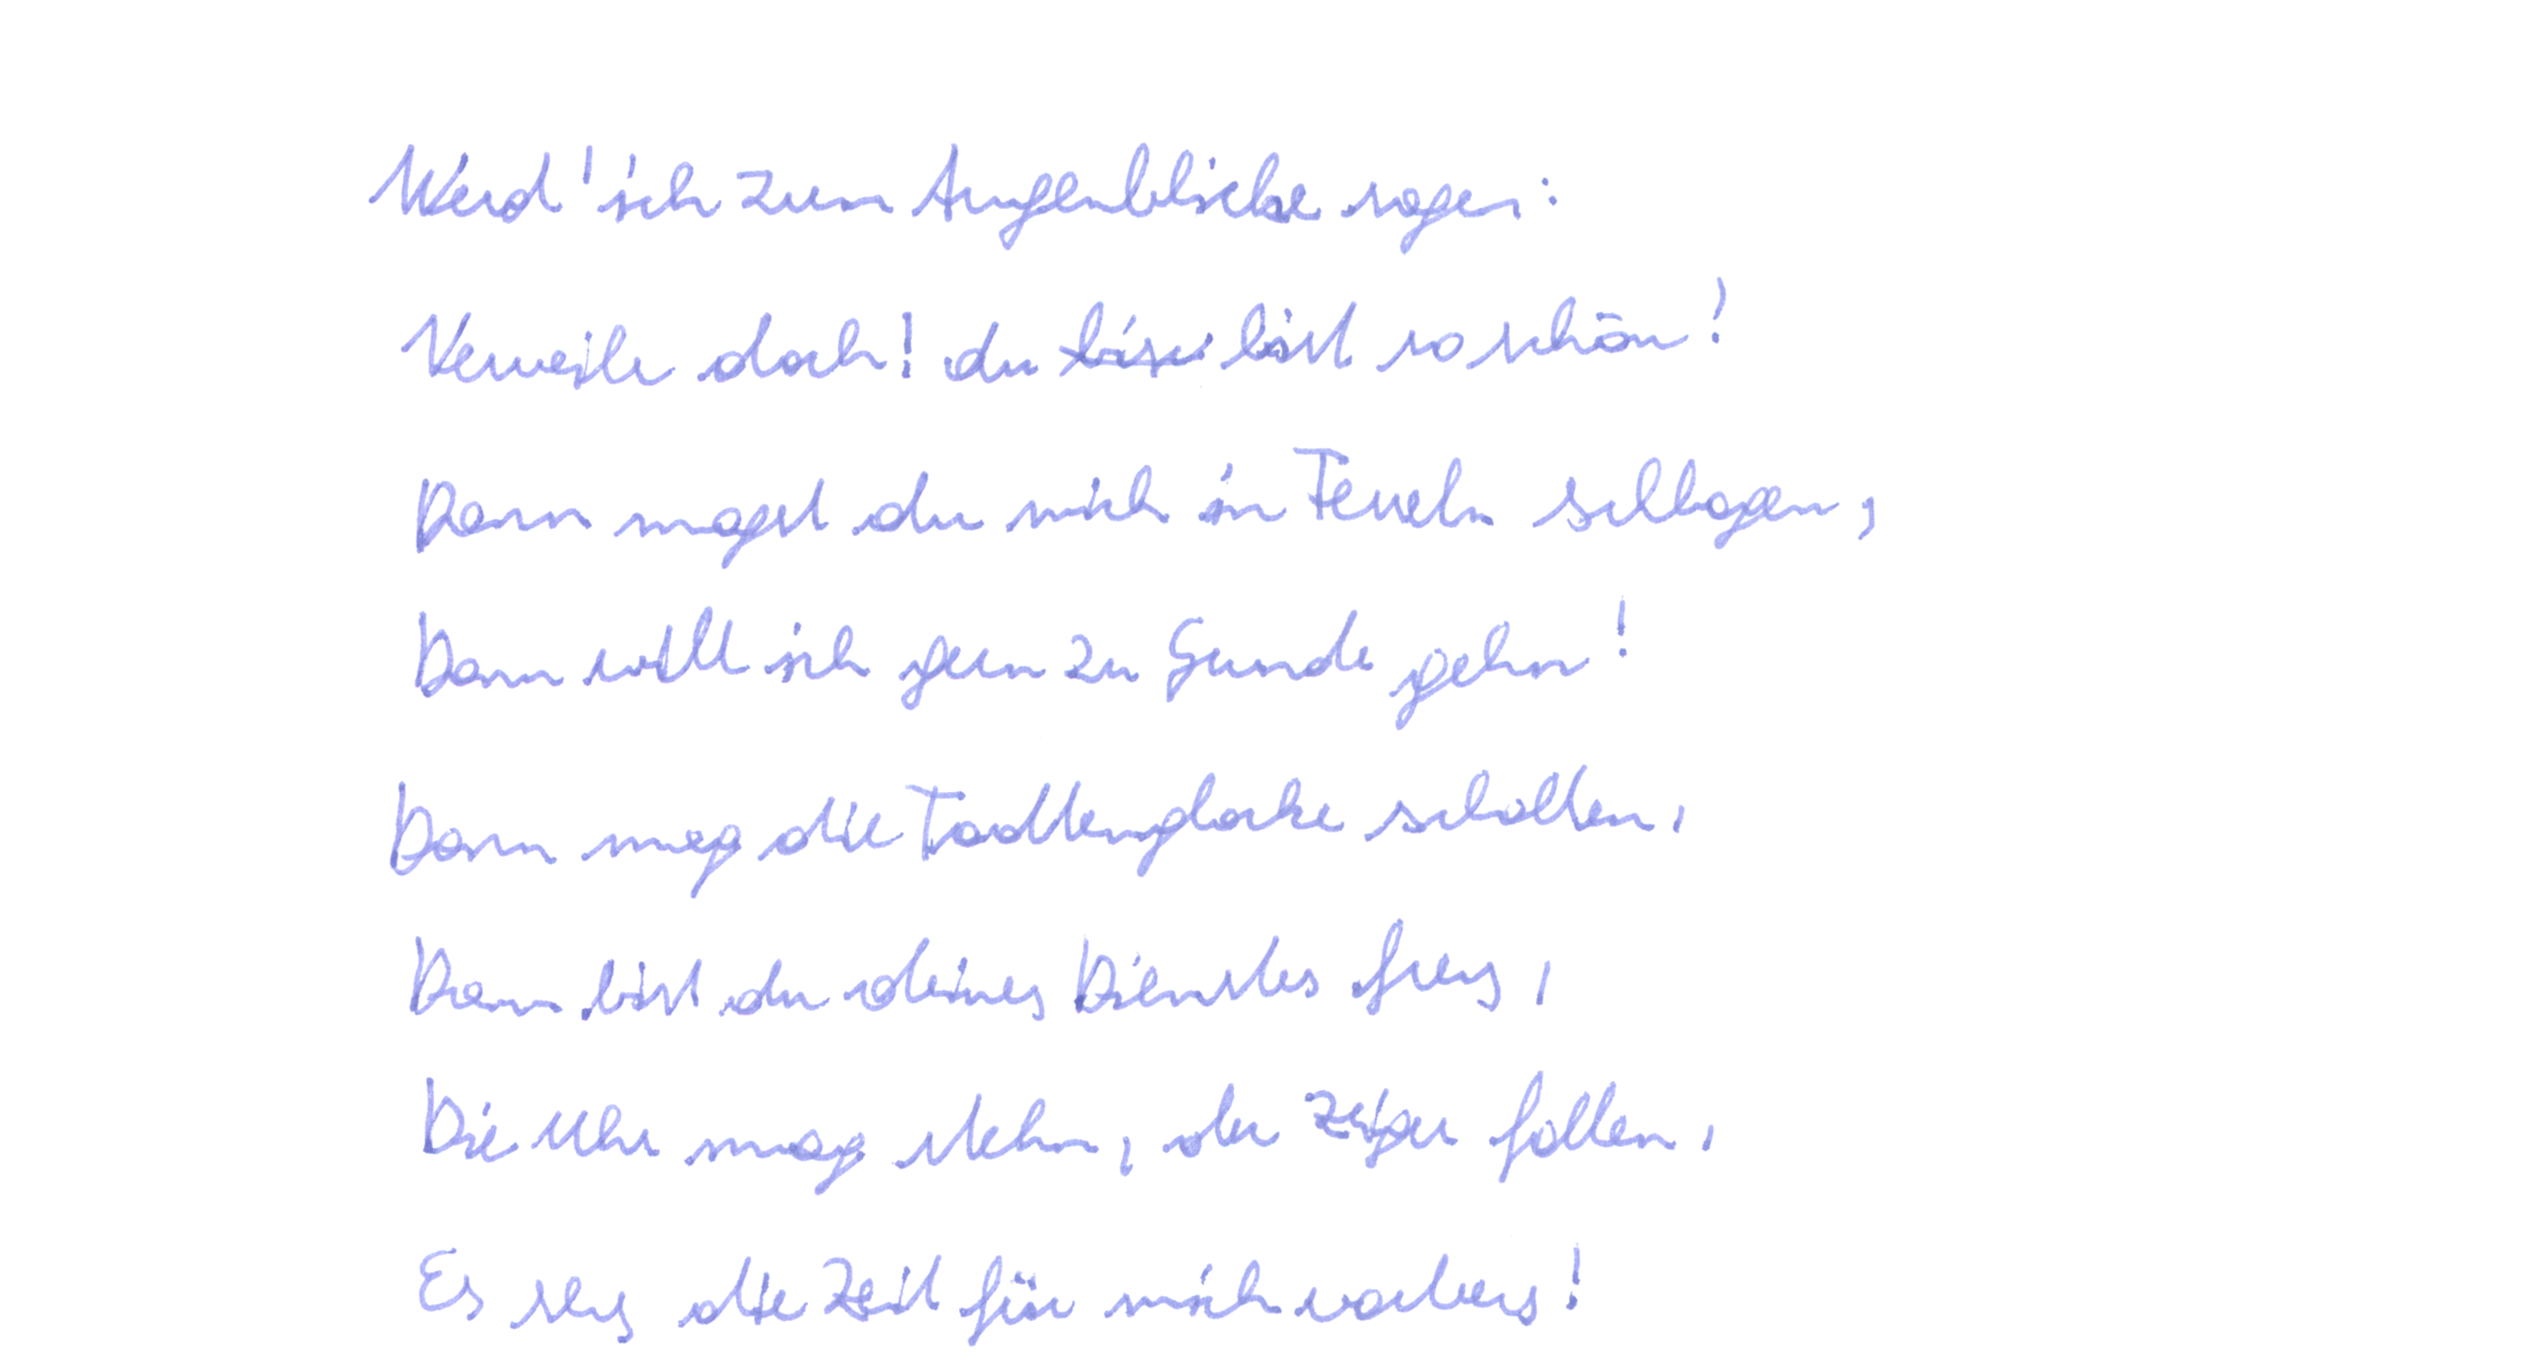 Werd' ich zum Augenblicke sagen:
Verweile doch! du bist so schön!
Dann magst du mich in schlagen,
Dann will ich gern zu Grunde gehn!
Dann mag die Todtenglocke schallen,
Dann bist du deines Dienstes frey,
Die Uhr mag stehn, der Zeiger fallen,
Es sey die Zeit für mich vorbey!